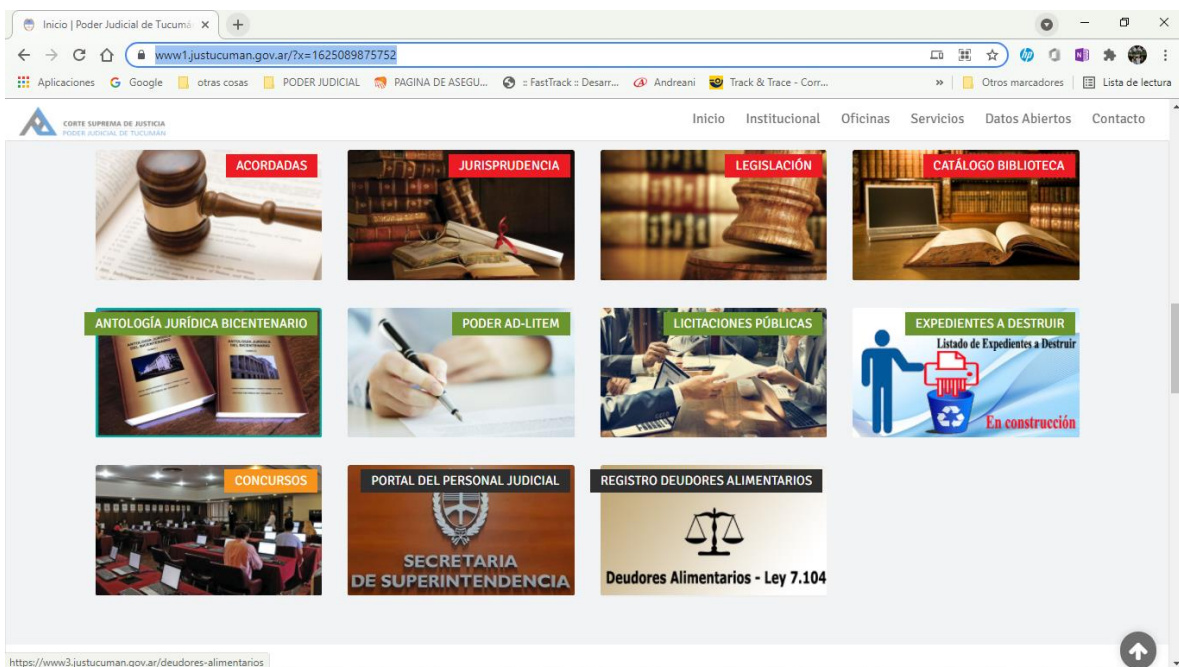 Inicio | Poder Judicial de Tucumá
www1.justucuman.gov.ar/?x=1625089875752
Aplicaciones Google otras cosas PODER JUDICIAL PAGINA DE ASEGU... :: FastTrack :: Desarr... Andreani Track & Trace - Corr... » Otros marcadores Lista de lectura
CORTE SUPREMA DE JUSTICIA
PODER JUDICIAL DE TUCUMÁN
Inicio Institucional Oficinas Servicios Datos Abiertos Contacto
ACORDADAS JURISPRUDENCIA LEGISLACIÓN CATÁLOGO BIBLIOTECA
ANTOLOGÍA JURÍDICA BICENTENARIO PODER AD-LITEM LICITACIONES PÚBLICAS EXPEDIENTES A DESTRUIR
Listado de Expedientes a Destruir
ANTOLOGÍA JURÍDICA
DEL BICENTENARIO
En construcción
CONCURSOS PORTAL DEL PERSONAL JUDICIAL REGISTRO DEUDORES ALIMENTARIOS
SECRETARIA
DE SUPERINTENDENCIA
Deudores Alimentarios - Ley 7.104
https://www3.justucuman.gov.ar/deudores-alimentarios